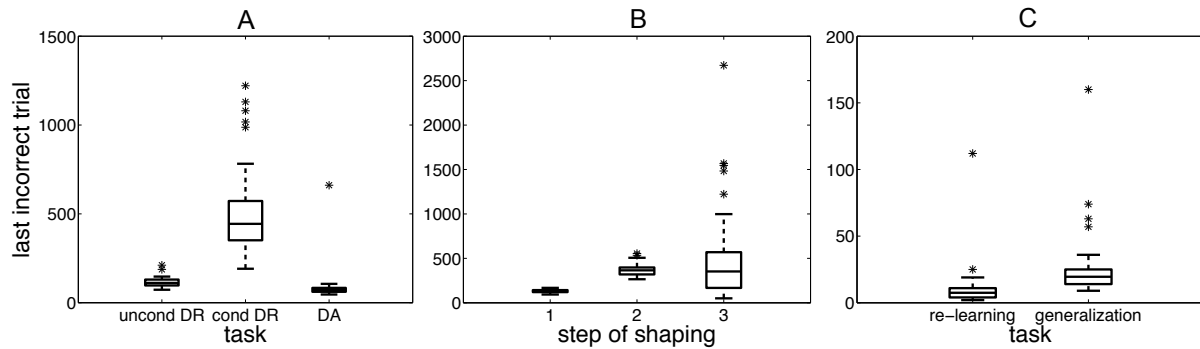 A
B
C
last incorrect trial
1500
1000
500
0
uncond DR
cond DR
DA
task
3000
2500
2000
1500
1000
500
0
1
2
3
step of shaping
200
150
100
50
0
re-learning
generalization
task